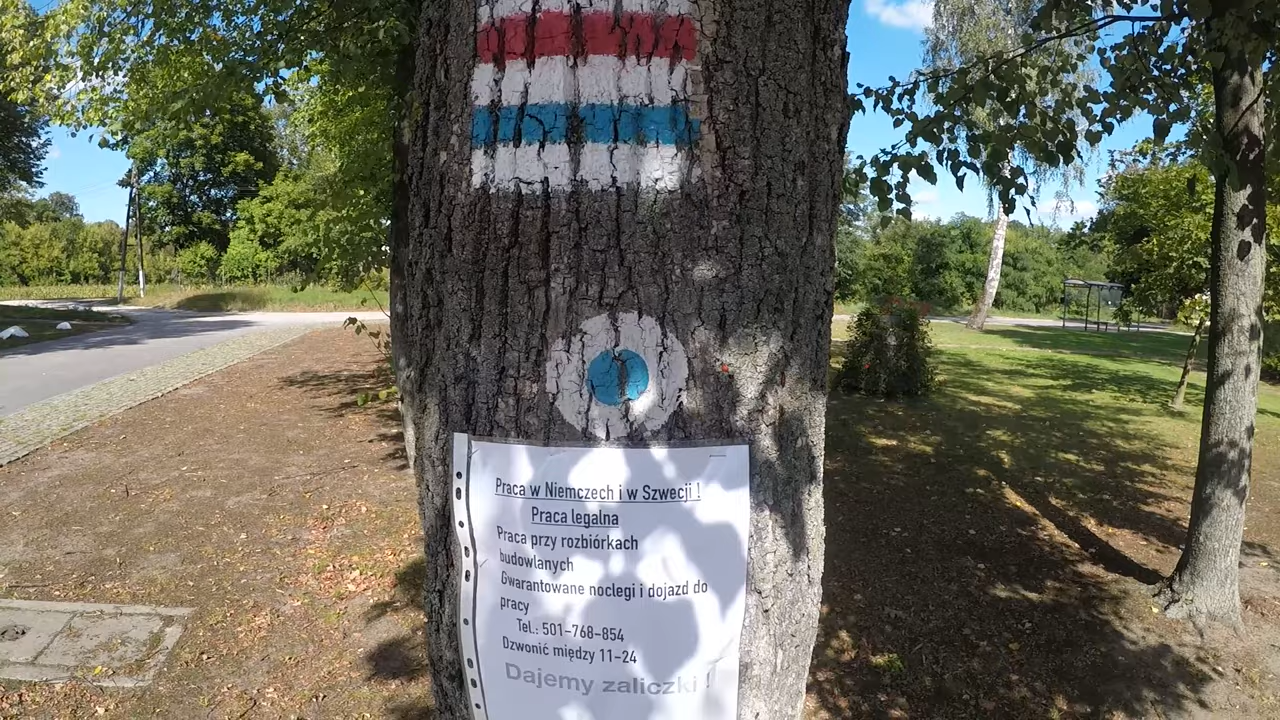 Praca w Niemczech i w Szwecji !
Praca legalna
Praca przy rozbiórkach
budowlanych
Gwarantowane noclegi i dojazd do
pracy
Tel.: 501-768-854
Dzwonić między 11-24
Dajemy zaliczki !